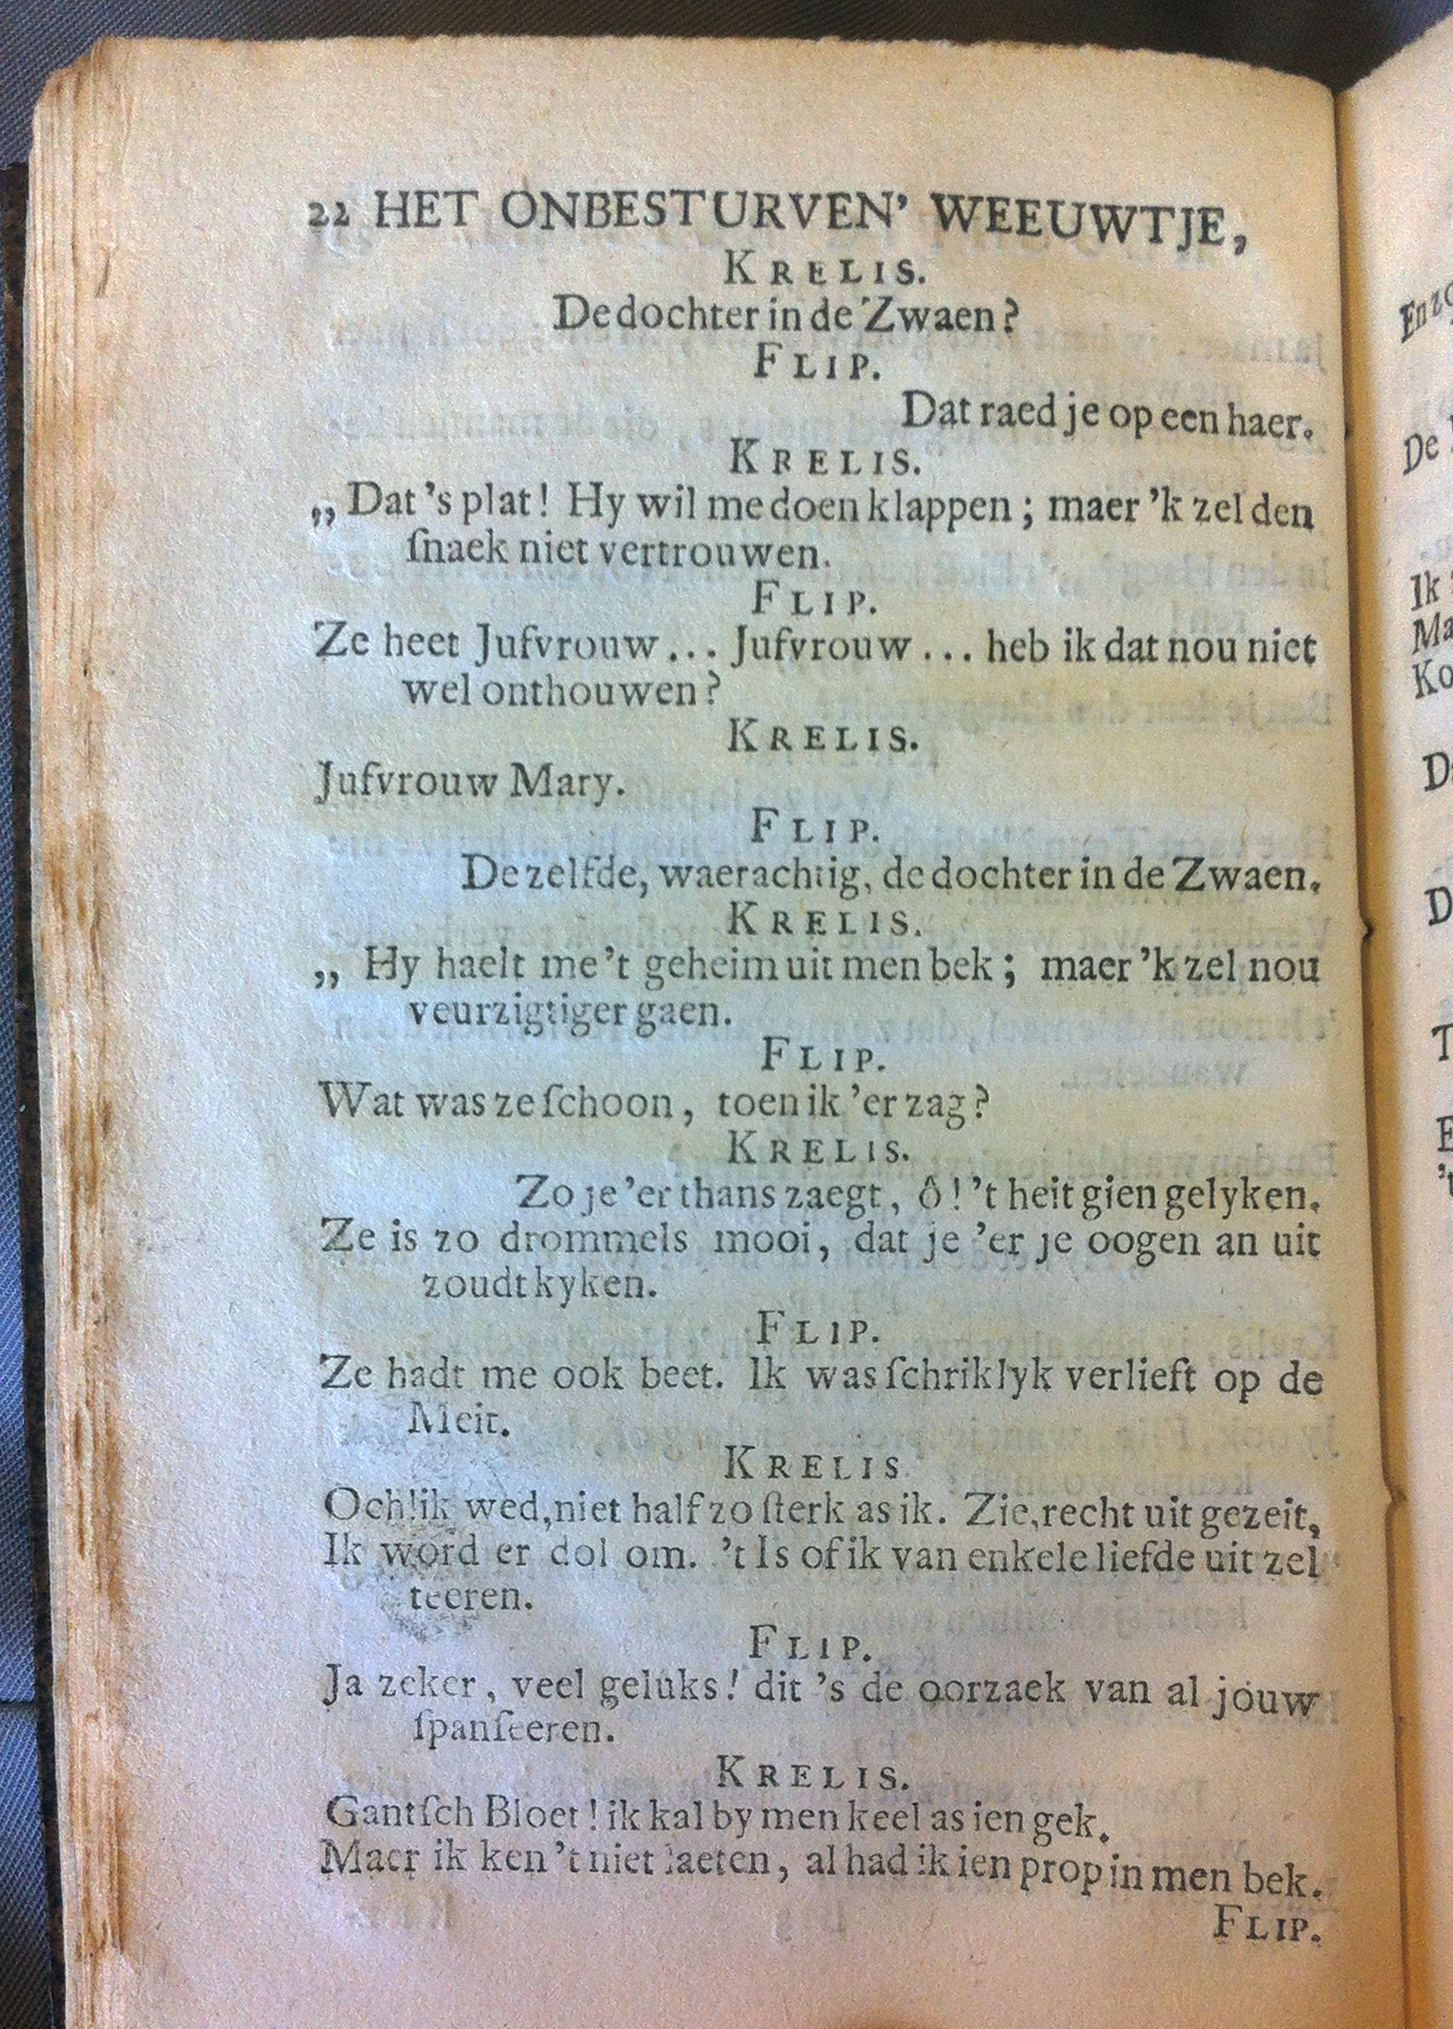 22 HET ONBESTURVEN’ WEEUWTJE,
KRELIS.
De dochter in de Zwaen?
FLIP.
Dat raed je op een haer.
KRELIS.
„ Dat ’s plat! Hy wil me doen klappen; maer ’k zel den
ſnaek niet vertrouwen.
FLIP.
Ze heet Jufvrouw... Jufvrouw... heb ik dat nou niet
wel onthouwen?
KRELIS.
Jufvrouw Mary.
FLIP.
De zelfde, waerachtig, de dochter in de Zwaen.
KRELIS.
„ Hy haelt me ’t geheim uit men bek; maer ’k zel nou
veurzigtiger gaen.
FLIP.
Wat was ze ſchoon, toen ik ’er zag?
KRELIS.
Zo je ’er thans zaegt, ô! ’t heit gien gelyken.
Ze is zo drommels mooi, dat je ’er je oogen an uit
zoudt kyken.
FLIP.
Ze hadt me ook beet. Ik was ſchriklyk verlieft op de
Meit.
KRELIS
Och! ik wed, niet half zo ſterk as ik. Zie, recht uit gezeit,
Ik word er dol om. ’t Is of ik van enkele liefde uit zel
teeren.
FLIP.
Ja zeker, veel geluks! dit ’s de oorzaek van al jouw
ſpanſeeren.
KRELIS.
Gantſch Bloet! ik kal by men keel as ien gek.
Maer ik ken ’t niet laeten, al had ik ien prop in men bek.
FLIP.
En zo
De
Ik
Ma
Ko
D
D
T
E